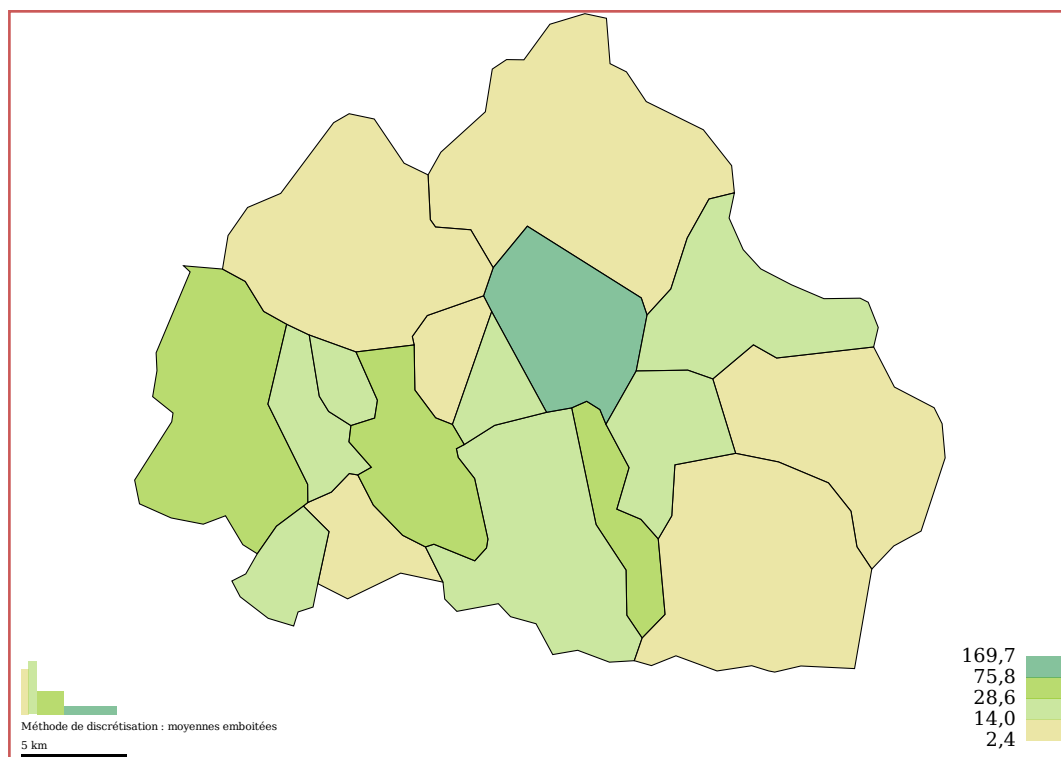 169,7
75,8
28,6
14,0
2,4
Méthode de discrétisation : moyennes emboitées
5 km